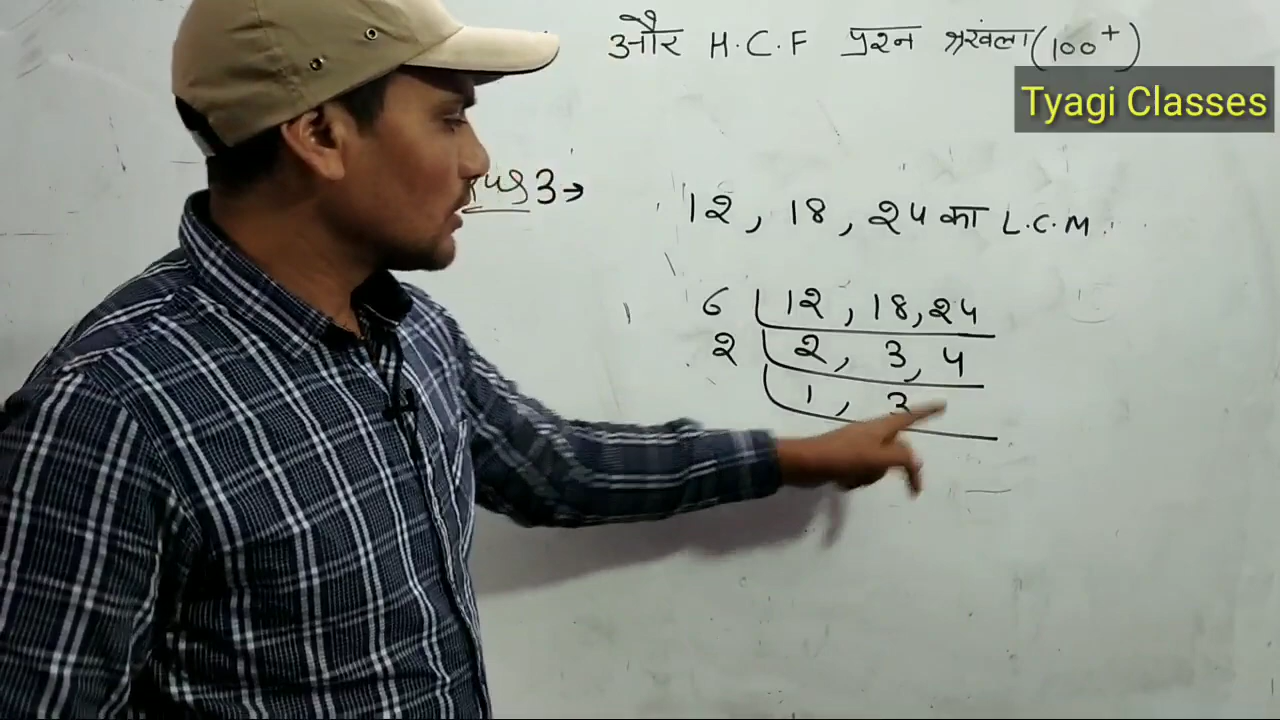 और H.C.F प्रश्न श्रखंला (100+)
Tyagi Classes
3→
12, 18, 24 का L.C.M.
6 12, 18, 24
2 2, 3, 4
1, 3